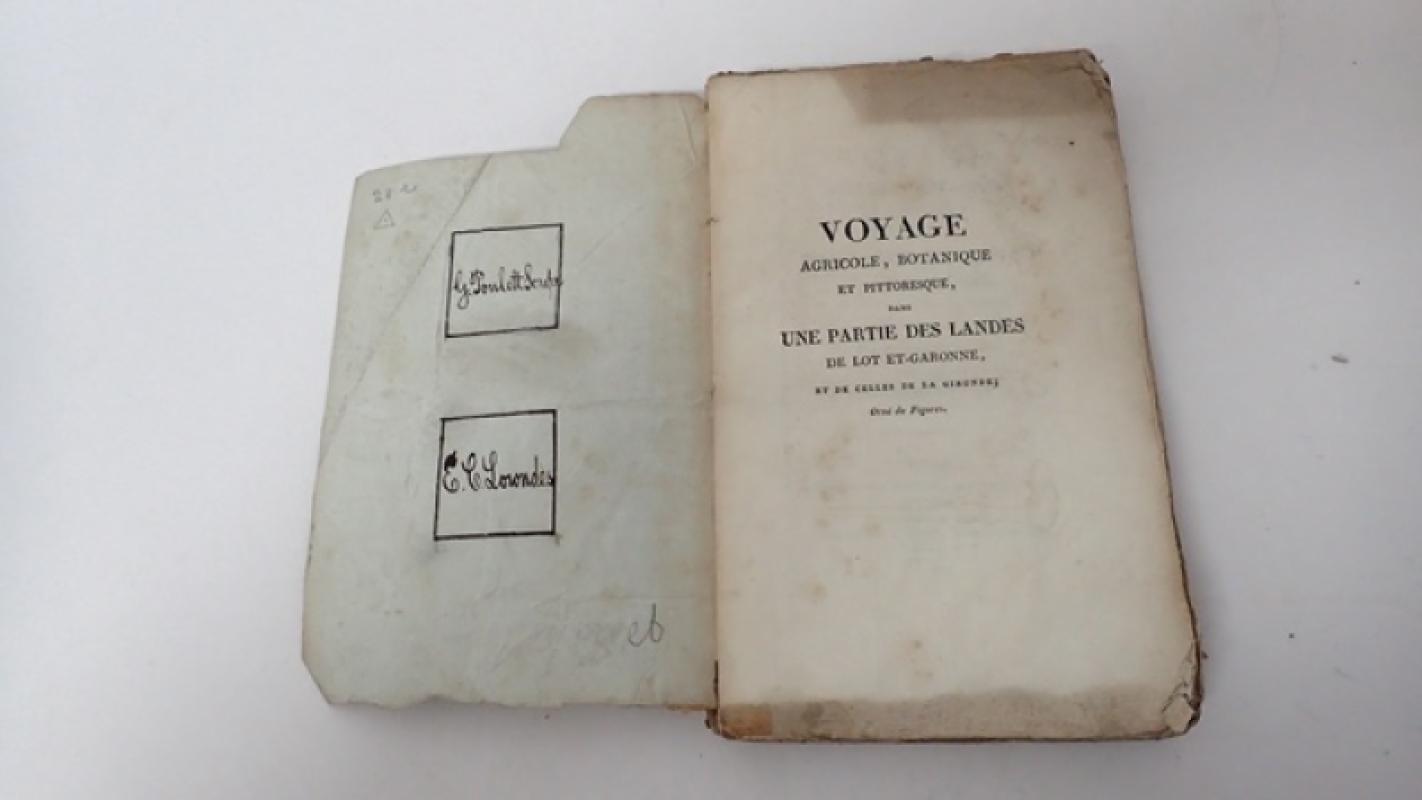 G. Poulett Scrope
E. C. Lowndes
eb
VOYAGE
AGRICOLE, BOTANIQUE
ET PITTORESQUE,
DANS
UNE PARTIE DES LANDES
DE LOT ET-GARONNE,
ET DE CELLES DE LA GIRONDE;
Orné de Figures.